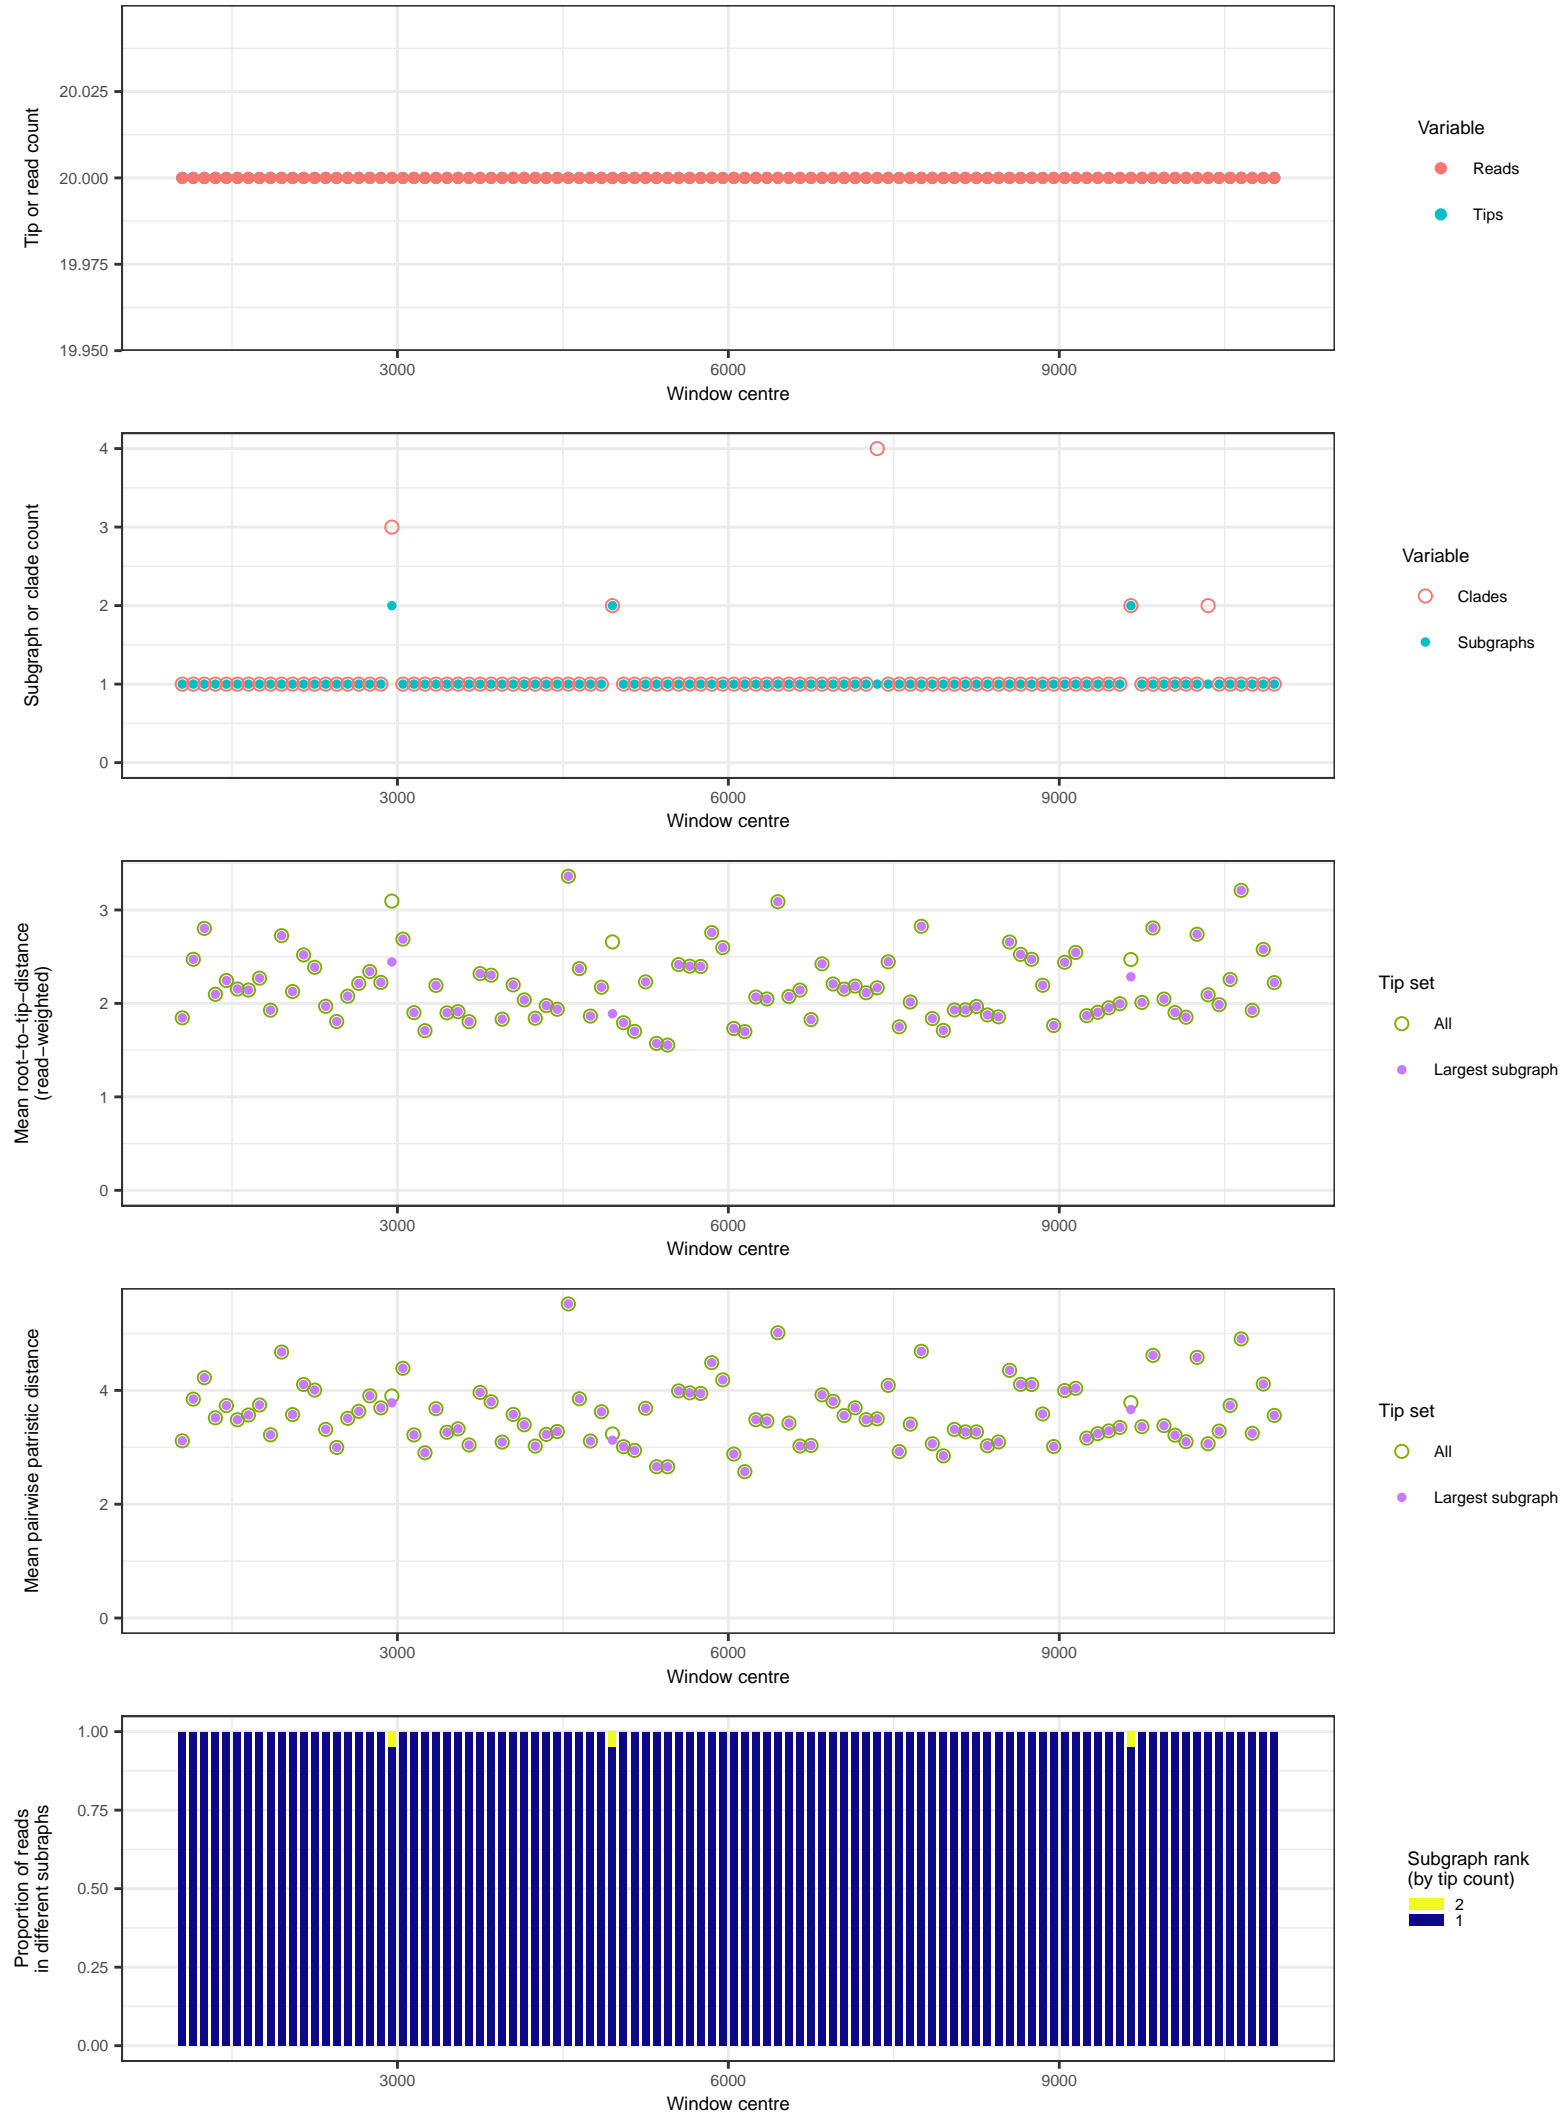 Tip or read count
20.025
20.000
19.975
19.950
3000
6000
9000
Window centre
Variable
Reads
Tips
Subgraph or clade count
4
3
2
1
0
3000
6000
9000
Window centre
Variable
Clades
Subgraphs
Mean root−to−tip−distance
(read−weighted)
3
2
1
0
3000
6000
9000
Window centre
Tip set
All
Largest subgraph
Mean pairwise patristic distance
4
2
0
3000
6000
9000
Window centre
Tip set
All
Largest subgraph
Proportion of reads
in different subraphs
1.00
0.75
0.50
0.25
0.00
3000
6000
9000
Window centre
Subgraph rank
(by tip count)
2
1